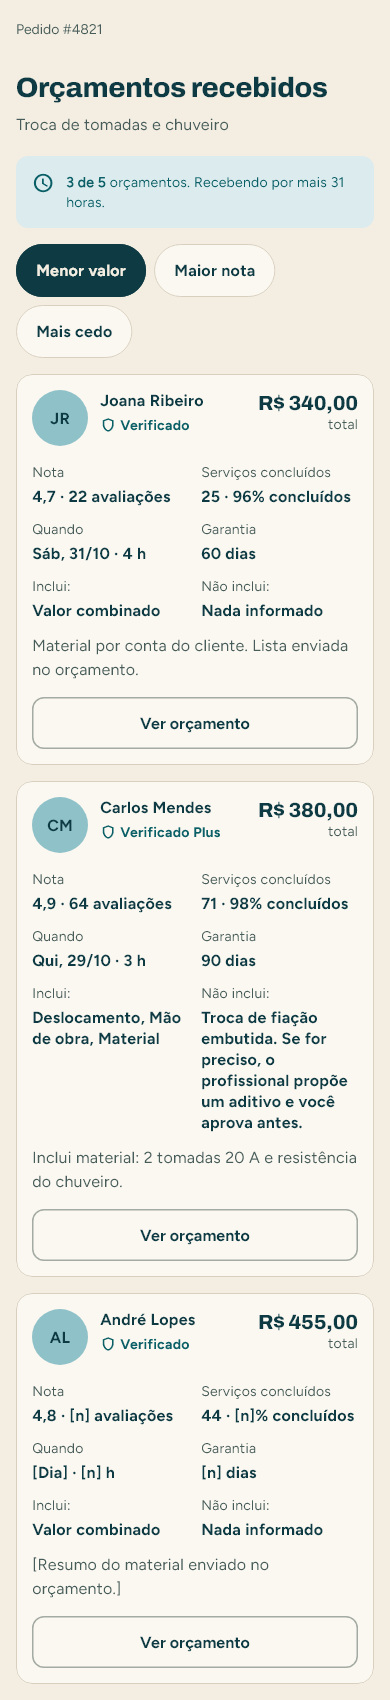 Pedido #4821
Orçamentos recebidos
Troca de tomadas e chuveiro
3 de 5 orçamentos. Recebendo por mais 31
horas.
Menor valor
Maior nota
Mais cedo
JR
Joana Ribeiro
Verificado
R$ 340,00
total
Nota
4,7 · 22 avaliações
Serviços concluídos
25 · 96% concluídos
Quando
Sáb, 31/10 · 4 h
Garantia
60 dias
Inclui:
Valor combinado
Não inclui:
Nada informado
Material por conta do cliente. Lista enviada
no orçamento.
Ver orçamento
CM
Carlos Mendes
Verificado Plus
R$ 380,00
total
Nota
4,9 · 64 avaliações
Serviços concluídos
71 · 98% concluídos
Quando
Qui, 29/10 · 3 h
Garantia
90 dias
Inclui:
Deslocamento, Mão
de obra, Material
Não inclui:
Troca de fiação
embutida. Se for
preciso, o
profissional propõe
um aditivo e você
aprova antes.
Inclui material: 2 tomadas 20 A e resistência
do chuveiro.
Ver orçamento
AL
André Lopes
Verificado
R$ 455,00
total
Nota
4,8 · [n] avaliações
Serviços concluídos
44 · [n]% concluídos
Quando
[Dia] · [n] h
Garantia
[n] dias
Inclui:
Valor combinado
Não inclui:
Nada informado
[Resumo do material enviado no
orçamento.]
Ver orçamento